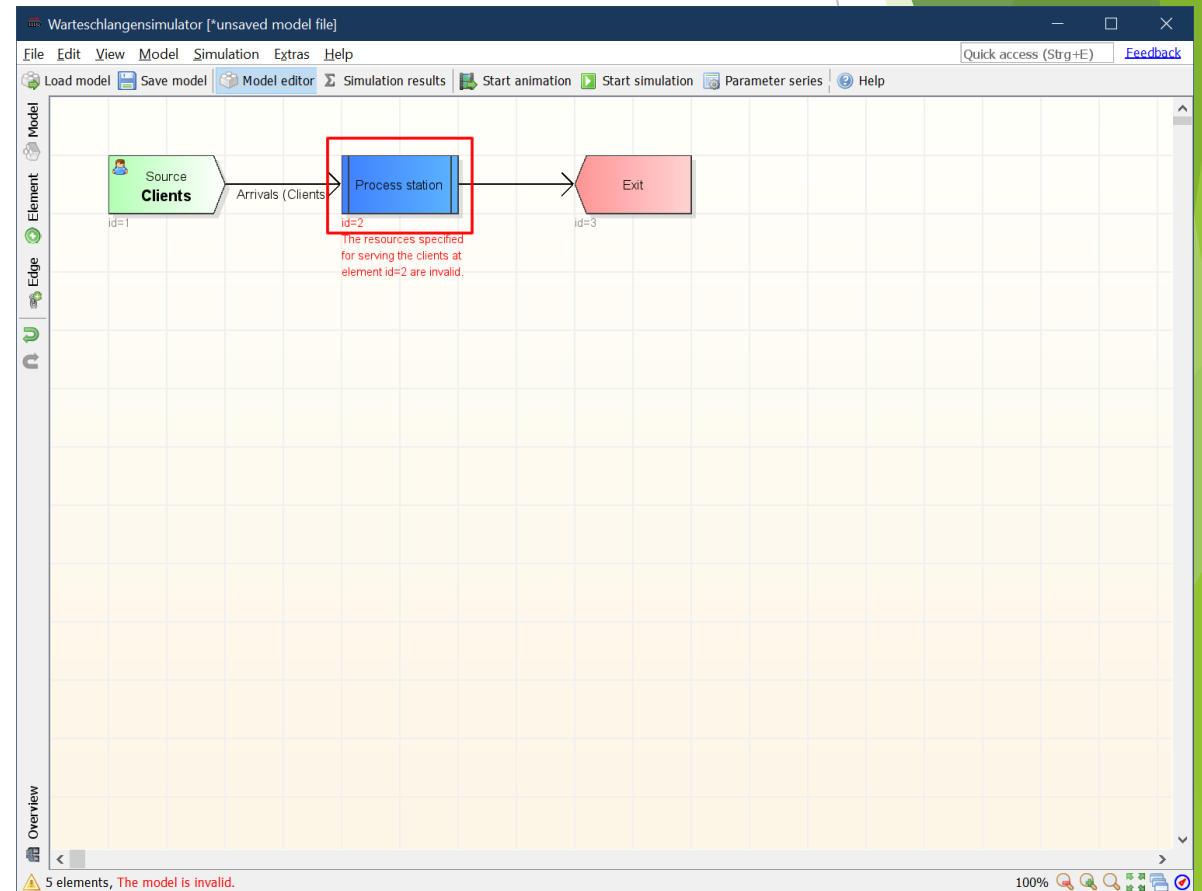 Warteschlangensimulator [*unsaved model file]
File Edit View Model Simulation Extras Help
Quick access (Strg+E) Feedback
Load model Save model Model editor Σ Simulation results Start animation Start simulation Parameter series Help
Model
Element
Edge
Overview
Source
Clients
id=1
Arrivals (Clients
Process station
id=2
The resources specified
for serving the clients at
element id=2 are invalid.
Exit
id=3
5 elements, The model is invalid.
100%